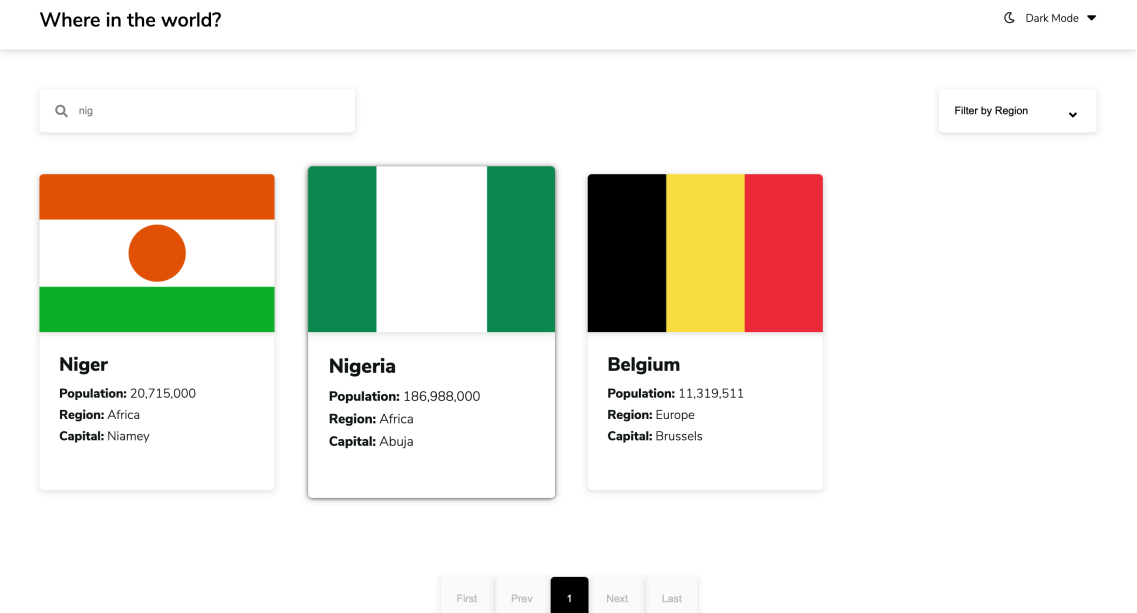 Where in the world?
Dark Mode
nig
Filter by Region
Niger
Population: 20,715,000
Region: Africa
Capital: Niamey
Nigeria
Population: 186,988,000
Region: Africa
Capital: Abuja
Belgium
Population: 11,319,511
Region: Europe
Capital: Brussels
First
Prev
1
Next
Last